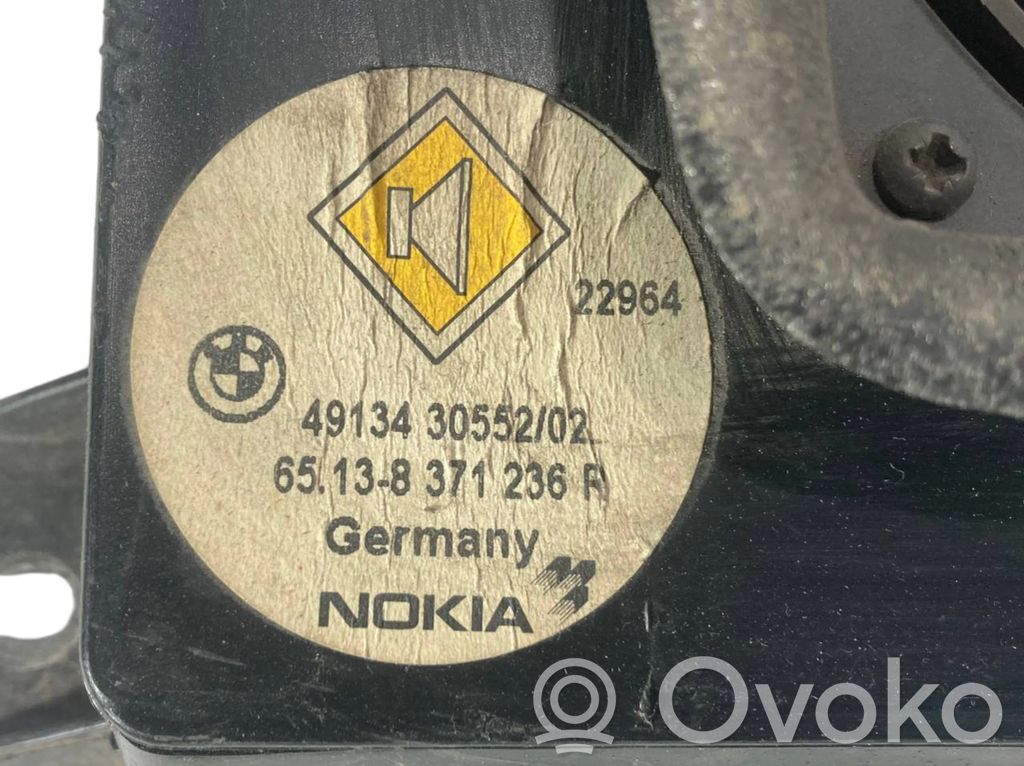 22964
49134 30552/02
65.13-8 371 236 R
Germany
NOKIA
Ovoko